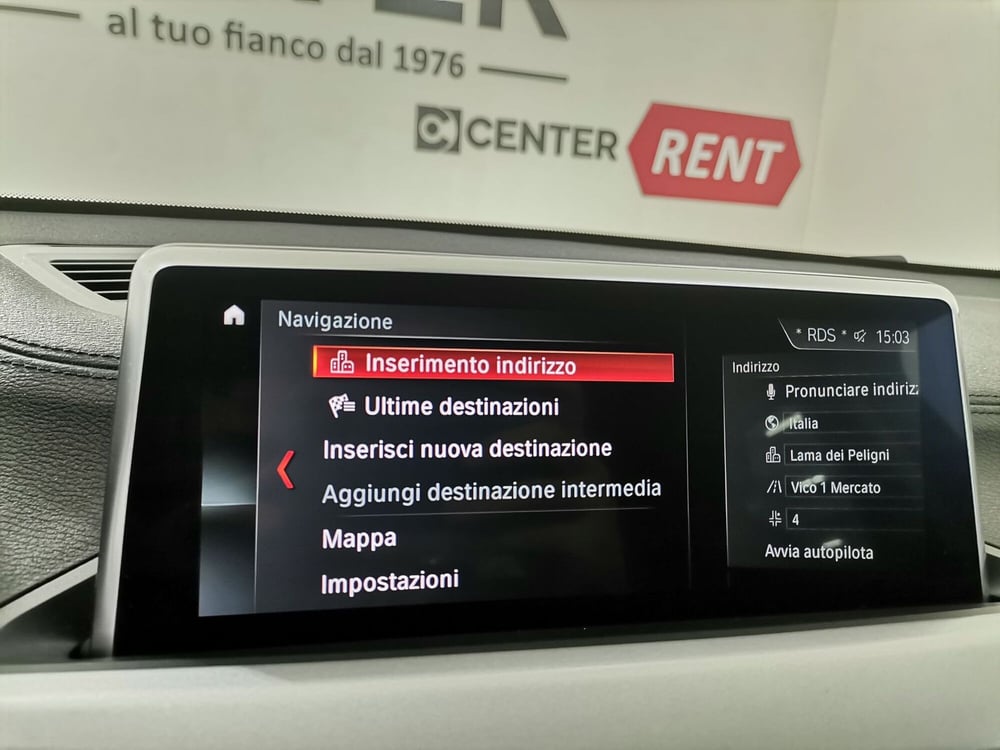 al tuo fianco dal 1976
CENTER RENT
Navigazione
Inserimento indirizzo
Ultime destinazioni
Inserisci nuova destinazione
Aggiungi destinazione intermedia
Mappa
Impostazioni
* RDS * 15:03
Indirizzo
Pronunciare indiriz
Italia
Lama dei Peligni
Vico 1 Mercato
4
Avvia autopilota